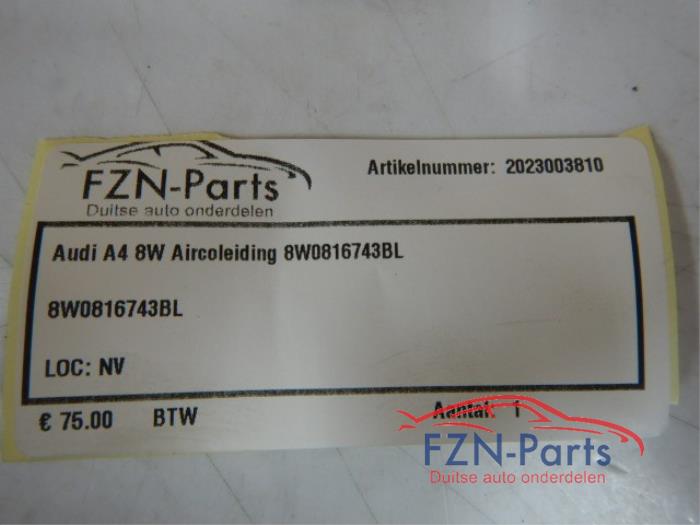 FZN-Parts
Duitse auto onderdelen
Artikelnummer: 2023003810
Audi A4 8W Aircoleiding 8W0816743BL
8W0816743BL
LOC: NV
€ 75.00 BTW Aantal: 1
FZN-Parts
Duitse auto onderdelen